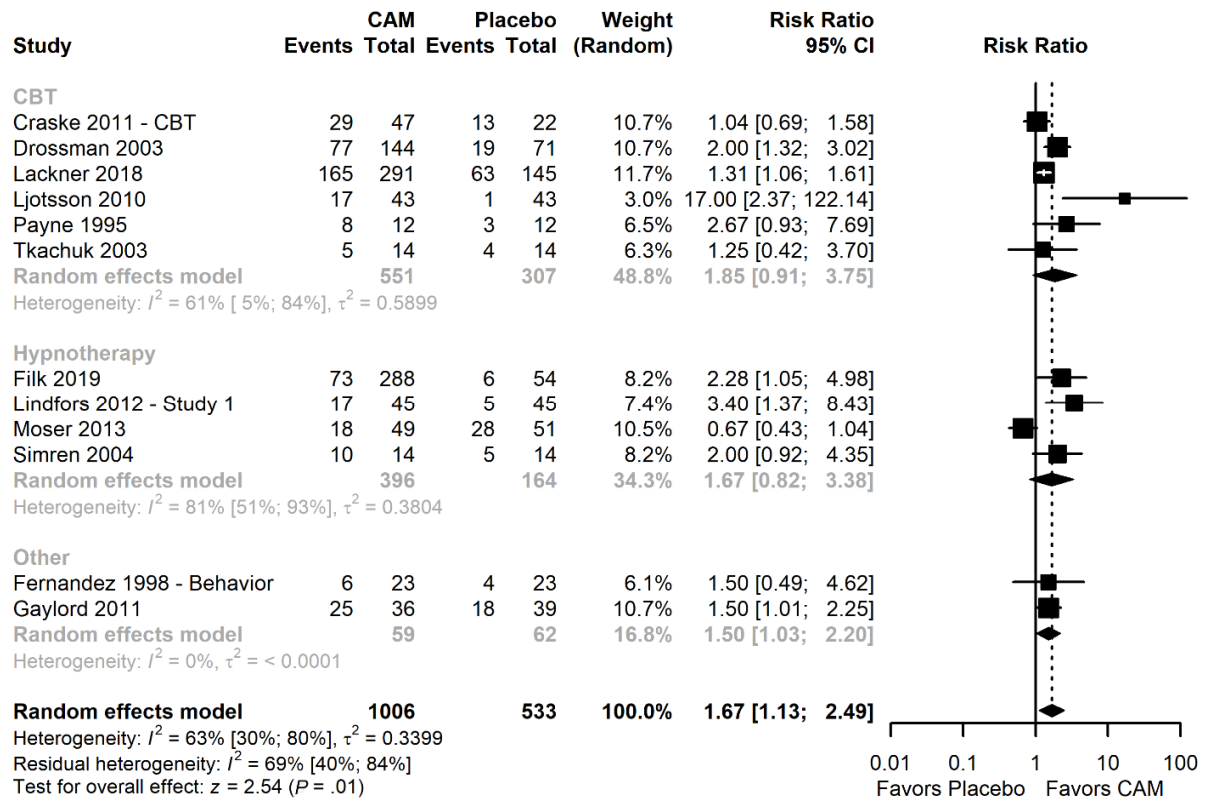 CAM Placebo Weight Risk Ratio
Study Events Total Events Total (Random) 95% CI Risk Ratio
CBT
Craske 2011 - CBT 29 47 13 22 10.7% 1.04 [0.69; 1.58]
Drossman 2003 77 144 19 71 10.7% 2.00 [1.32; 3.02]
Lackner 2018 165 291 63 145 11.7% 1.31 [1.06; 1.61]
Ljotsson 2010 17 43 1 43 3.0% 17.00 [2.37; 122.14]
Payne 1995 8 12 3 12 6.5% 2.67 [0.93; 7.69]
Tkachuk 2003 5 14 4 14 6.3% 1.25 [0.42; 3.70]
Random effects model 551 307 48.8% 1.85 [0.91; 3.75]
Heterogeneity: I² = 61% [ 5%; 84%], τ² = 0.5899
Hypnotherapy
Filk 2019 73 288 6 54 8.2% 2.28 [1.05; 4.98]
Lindfors 2012 - Study 1 17 45 5 45 7.4% 3.40 [1.37; 8.43]
Moser 2013 18 49 28 51 10.5% 0.67 [0.43; 1.04]
Simren 2004 10 14 5 14 8.2% 2.00 [0.92; 4.35]
Random effects model 396 164 34.3% 1.67 [0.82; 3.38]
Heterogeneity: I² = 81% [51%; 93%], τ² = 0.3804
Other
Fernandez 1998 - Behavior 6 23 4 23 6.1% 1.50 [0.49; 4.62]
Gaylord 2011 25 36 18 39 10.7% 1.50 [1.01; 2.25]
Random effects model 59 62 16.8% 1.50 [1.03; 2.20]
Heterogeneity: I² = 0%, τ² = < 0.0001
Random effects model 1006 533 100.0% 1.67 [1.13; 2.49]
Heterogeneity: I² = 63% [30%; 80%], τ² = 0.3399
Residual heterogeneity: I² = 69% [40%; 84%]
Test for overall effect: z = 2.54 (P = .01)
0.01 0.1 1 10 100
Favors Placebo Favors CAM